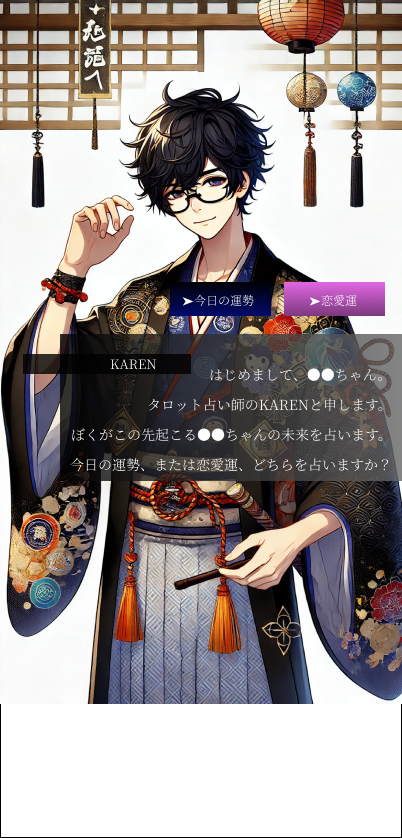 ➤今日の運勢
➤恋愛運
KAREN
はじめまして、●●ちゃん。
タロット占い師のKARENと申します。
ぼくがこの先起こる●●ちゃんの未来を占います。
今日の運勢、または恋愛運、どちらを占いますか？